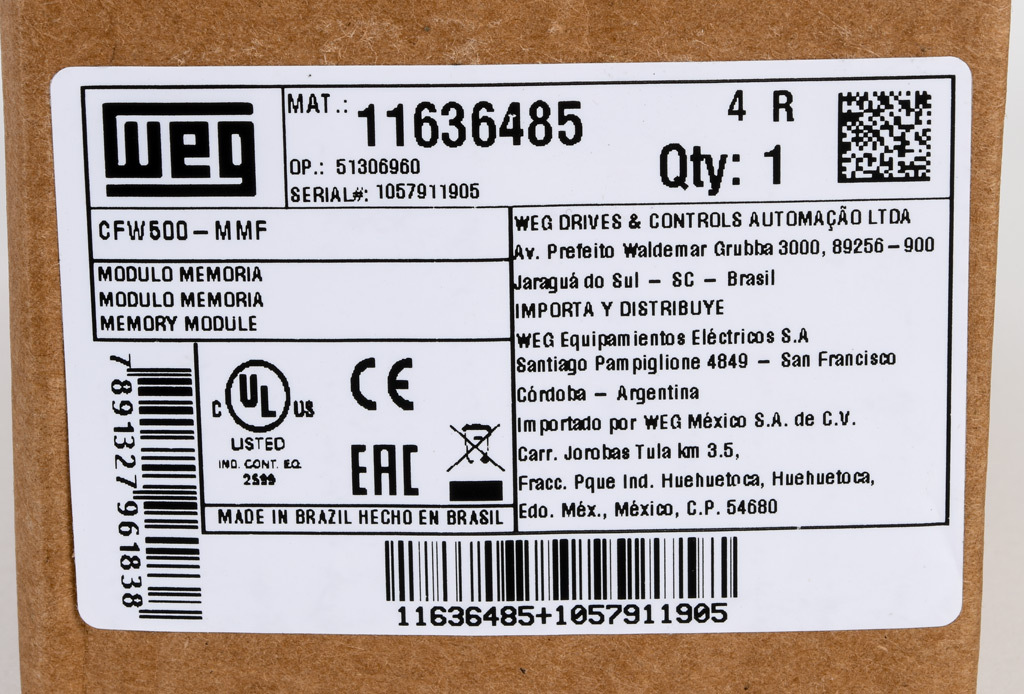 WEG
MAT.: 11636485
4 R
OP.: 51306960
SERIAL#: 1057911905
Qty: 1
CFW500-MMF
MODULO MEMORIA
MODULO MEMORIA
MEMORY MODULE
WEG DRIVES & CONTROLS AUTOMAÇÃO LTDA
Av. Prefeito Waldemar Grubba 3000, 89256-900
Jaraguá do Sul - SC - Brasil
IMPORTA Y DISTRIBUYE
WEG Equipamientos Eléctricos S.A
Santiago Pampiglione 4849 - San Francisco
Córdoba - Argentina
Importado por WEG México S.A. de C.V.
Carr. Jorobas Tula km 3.5,
Fracc. Pque Ind. Huehuetoca, Huehuetoca,
Edo. Méx., México, C.P. 54680
7891327961838
C UL US
LISTED
IND. CONT. EQ.
2S99
CE
EAC
MADE IN BRAZIL HECHO EN BRASIL
11636485+1057911905